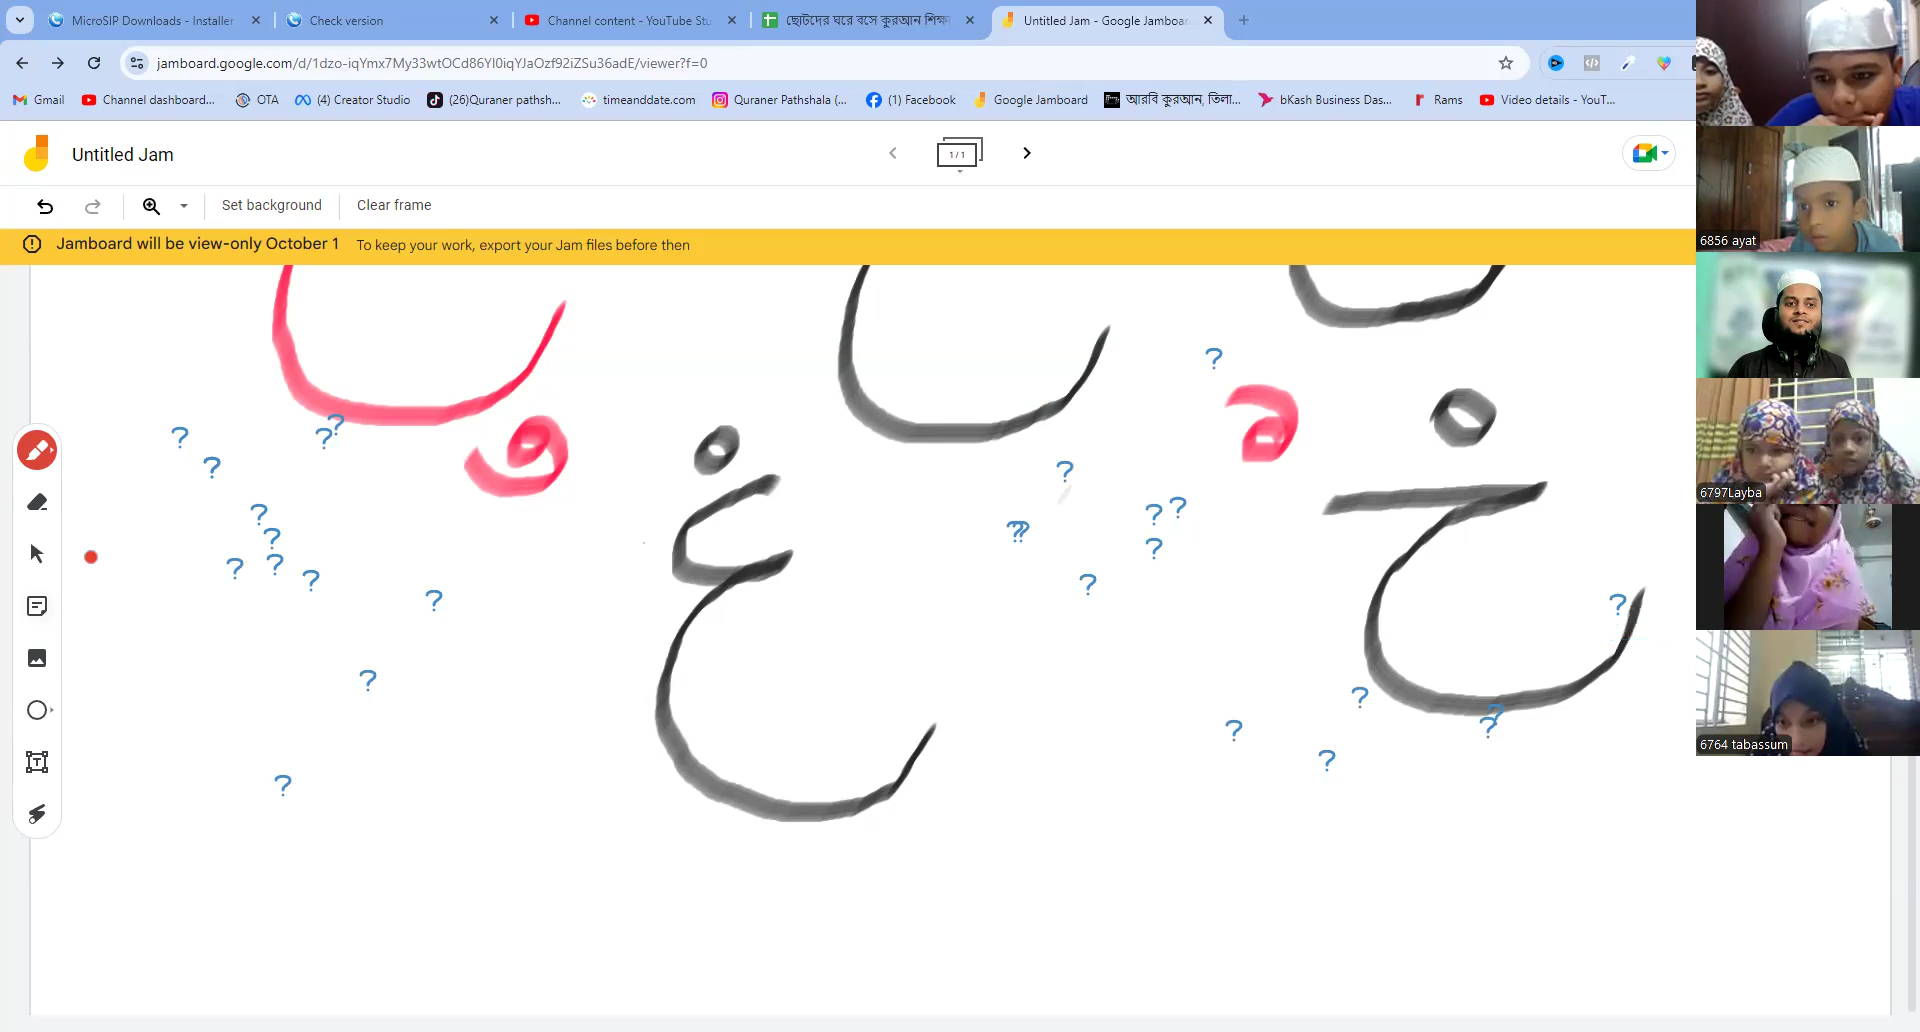 MicroSIP Downloads - Installer
Check version
Channel content - YouTube Stu
ছোটদের ঘরে বসে কুরআন শিক্ষা
Untitled Jam - Google Jamboar
jamboard.google.com/d/1dzo-iqYmx7My33wtOCd86Yl0iqYJaOzf92iZSu36adE/viewer?f=0
Gmail
Channel dashboard...
OTA
(4) Creator Studio
(26)Quraner pathsh...
timeanddate.com
Quraner Pathshala (...
(1) Facebook
Google Jamboard
আরবি কুরআন, তিলা...
bKash Business Das...
Rams
Video details - YouT...
Untitled Jam
1 / 1
Set background
Clear frame
Jamboard will be view-only October 1 To keep your work, export your Jam files before then
6856 ayat
6797Layba
6764 tabassum